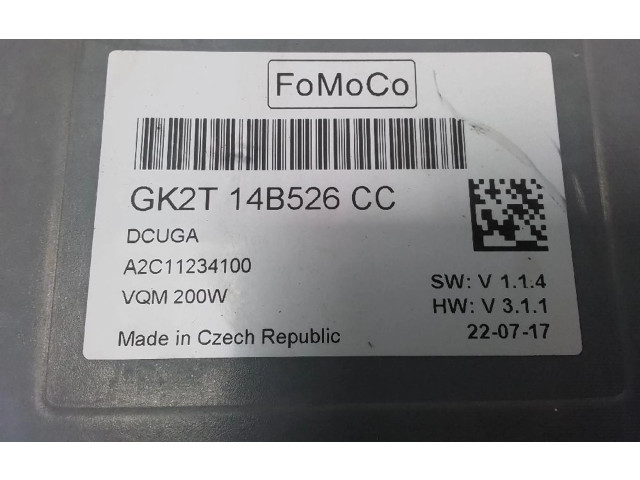 FoMoCo
GK2T 14B526 CC
DCUGA
A2C11234100
VQM 200W
SW: V 1.1.4
HW: V 3.1.1
Made in Czech Republic
22-07-17